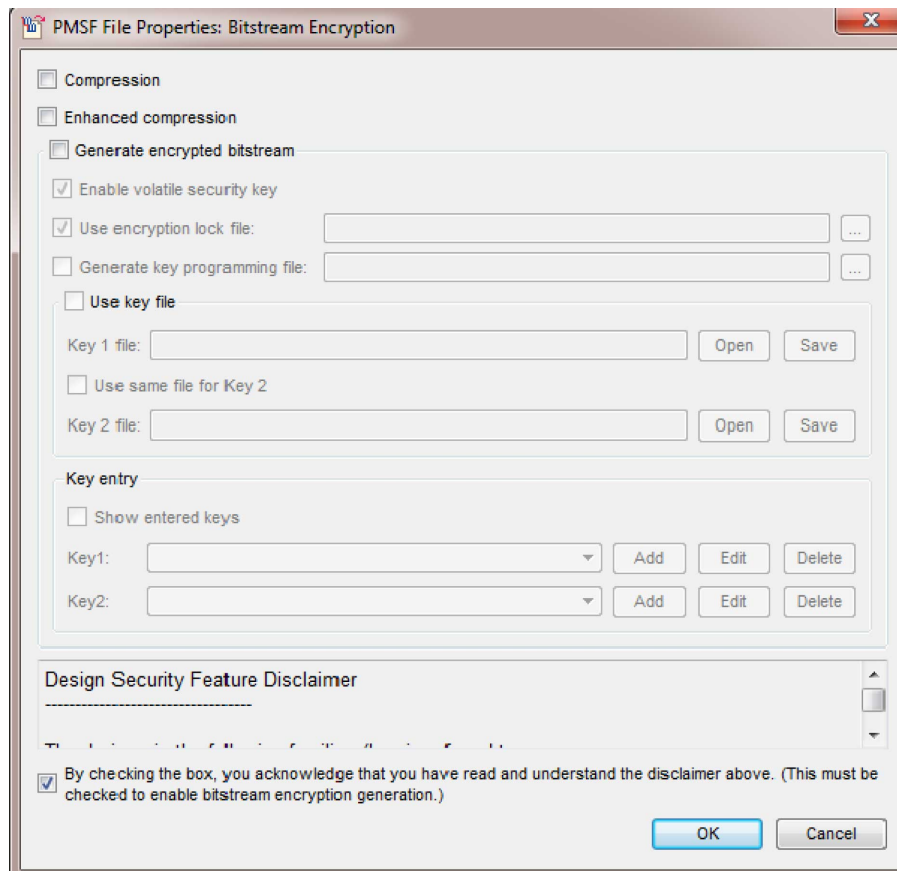 PMSF File Properties: Bitstream Encryption
Compression
Enhanced compression
Generate encrypted bitstream
Enable volatile security key
Use encryption lock file:
...
Generate key programming file:
...
Use key file
Key 1 file:
Open
Save
Use same file for Key 2
Key 2 file:
Open
Save
Key entry
Show entered keys
Key1:
Add
Edit
Delete
Key2:
Add
Edit
Delete
Design Security Feature Disclaimer
-----------------------------------
By checking the box, you acknowledge that you have read and understand the disclaimer above. (This must be
checked to enable bitstream encryption generation.)
OK
Cancel